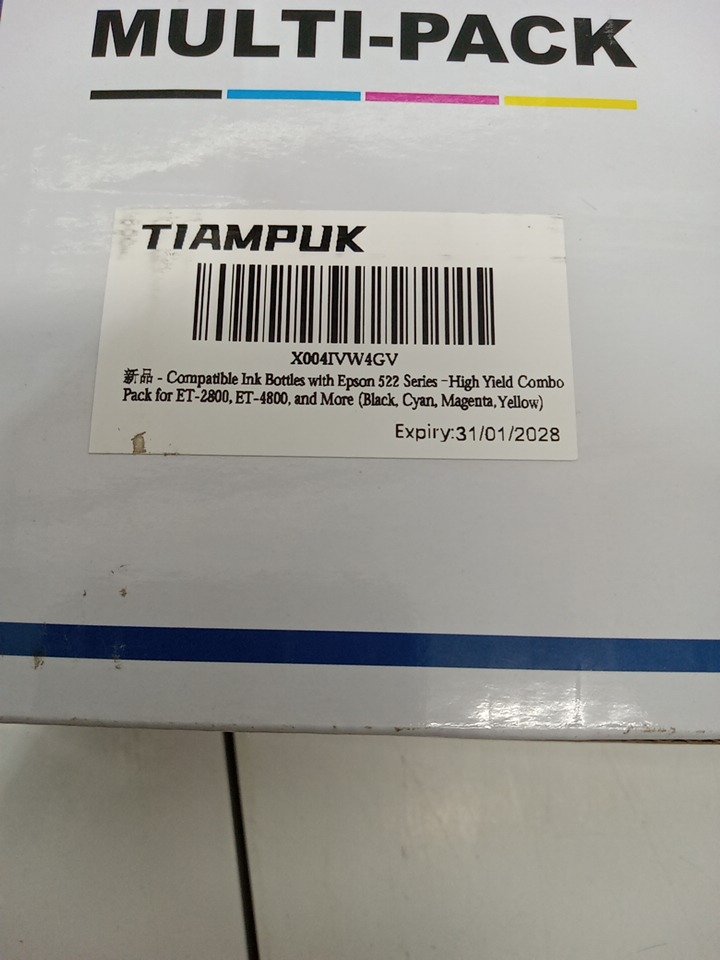 MULTI-PACK
TIAMPUK
X004IVW4GV
新品 - Compatible Ink Bottles with Epson 522 Series -High Yield Combo
Pack for ET-2800, ET-4800, and More (Black, Cyan, Magenta, Yellow)
Expiry:31/01/2028